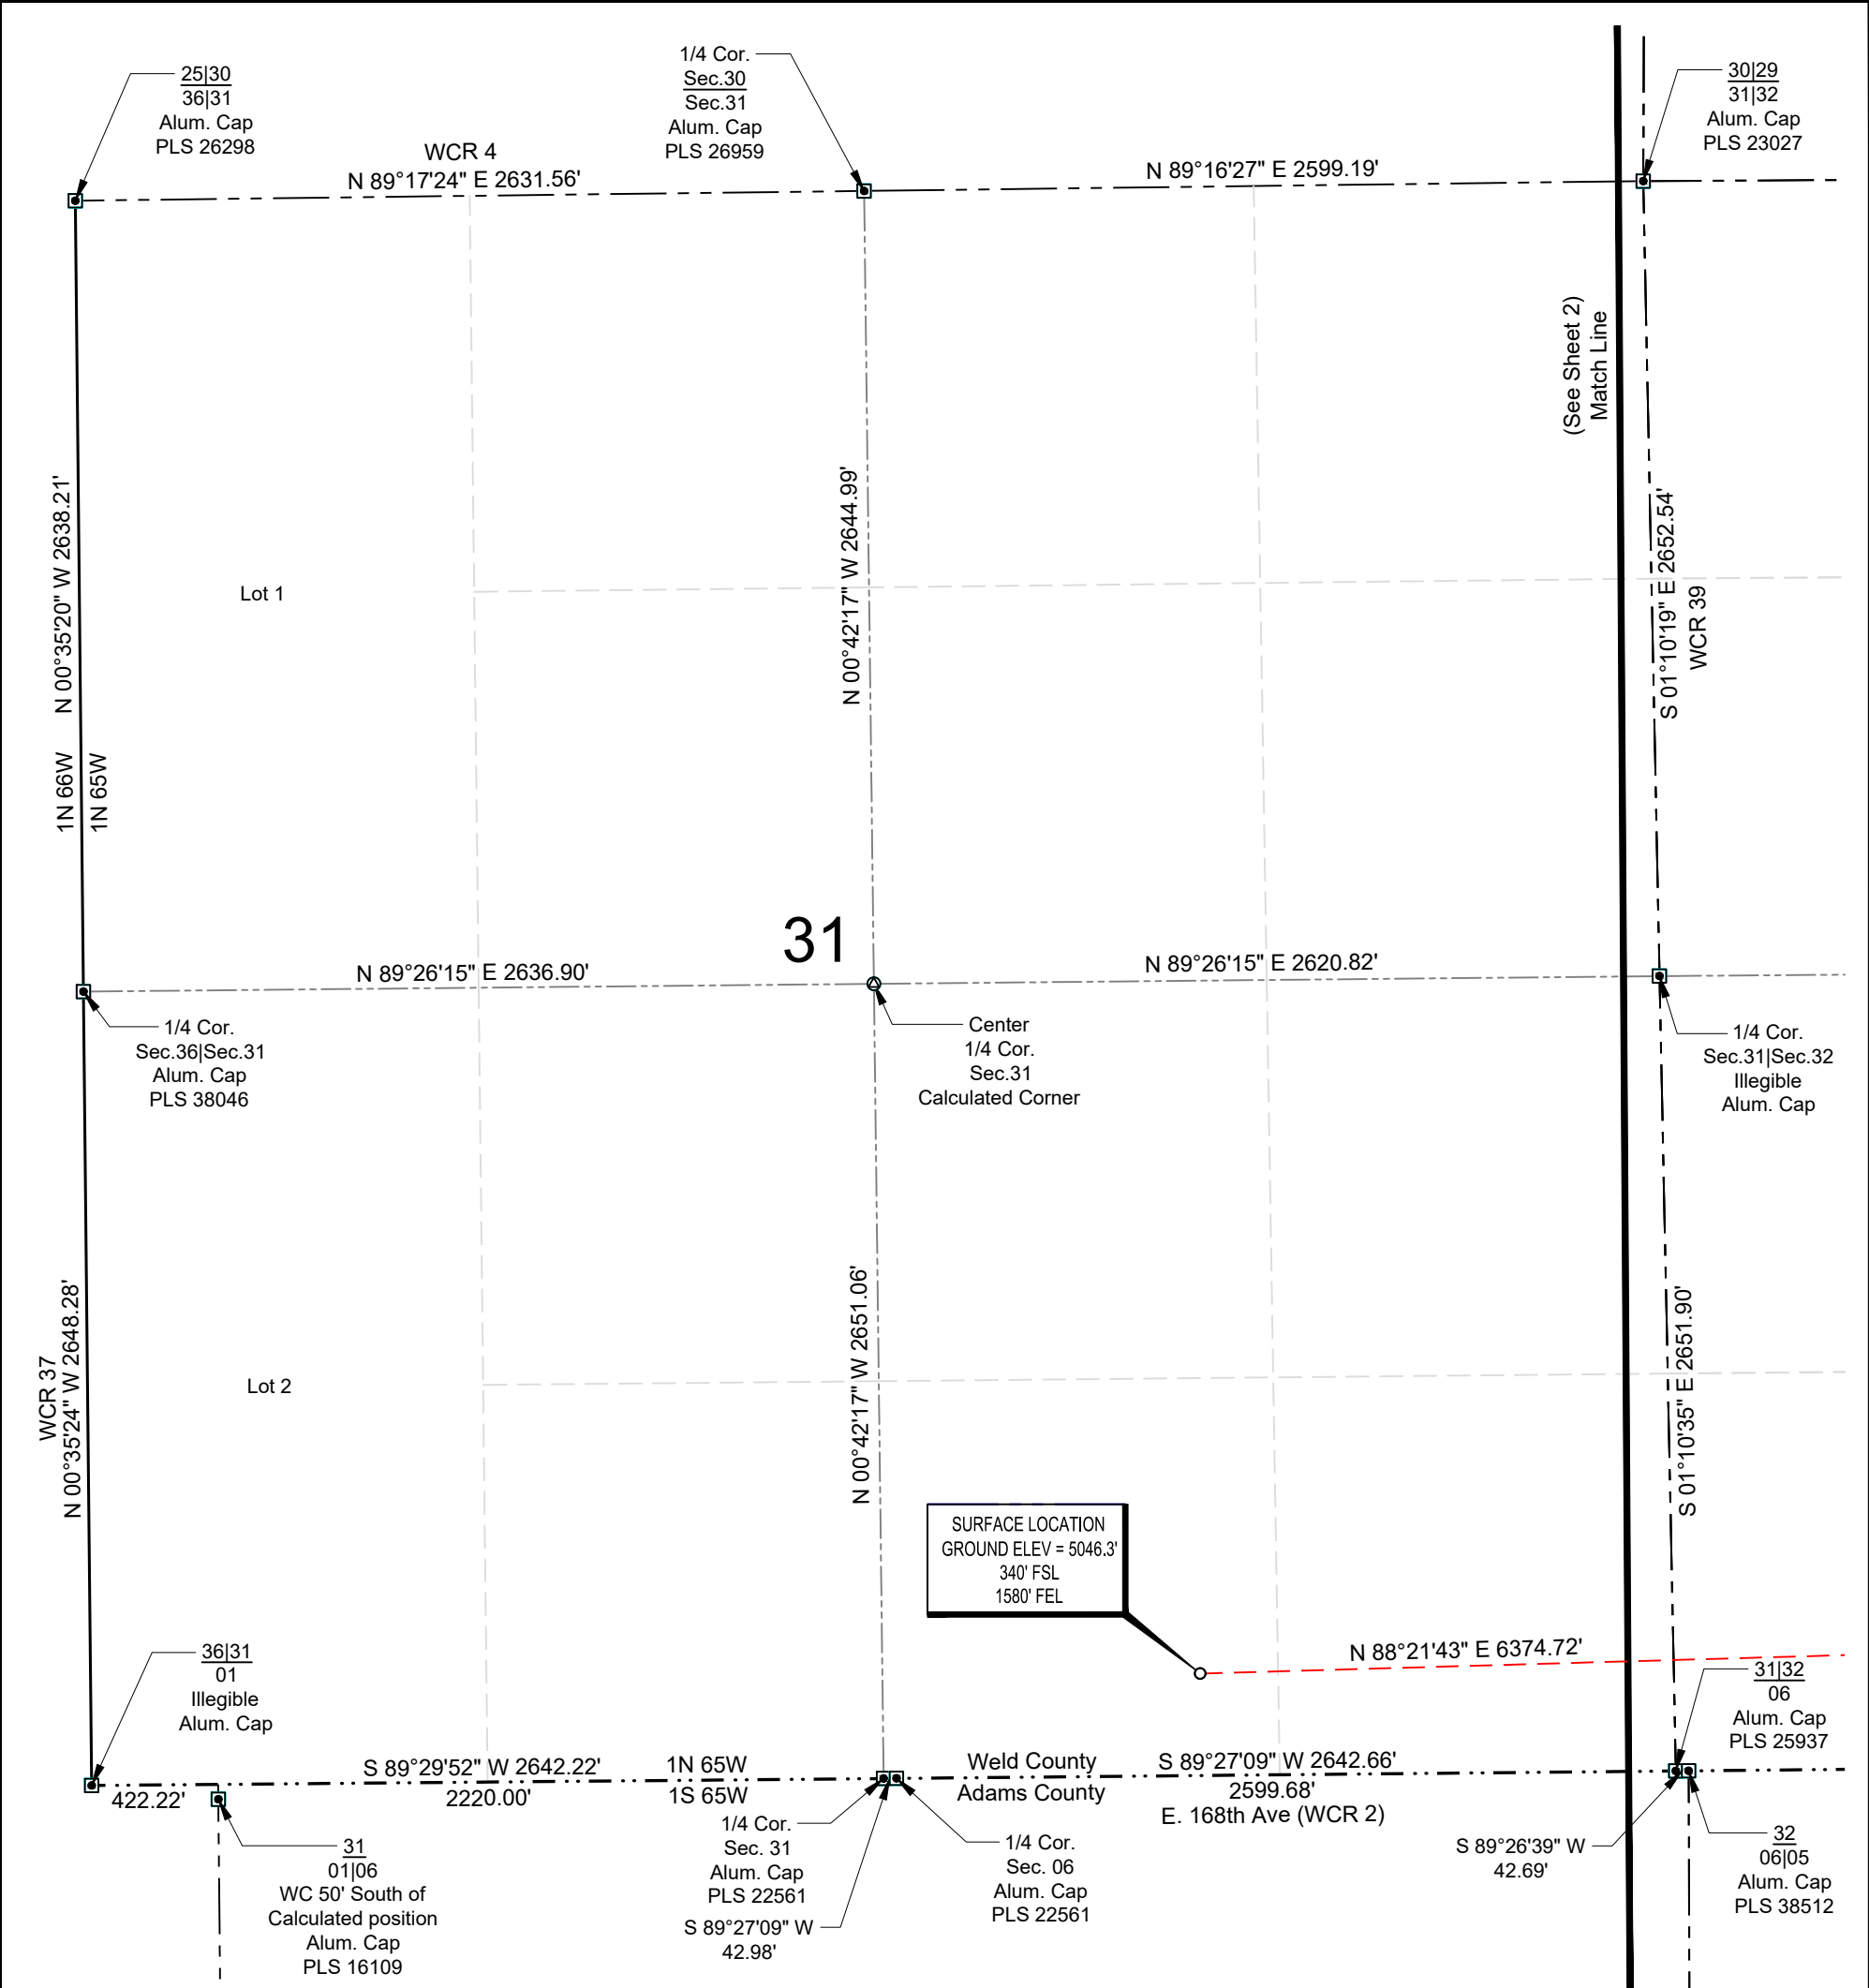 25|30
36|31
Alum. Cap
PLS 26298
1/4 Cor.
Sec.30
Sec.31
Alum. Cap
PLS 26959
30|29
31|32
Alum. Cap
PLS 23027
WCR 4
N 89°17'24" E 2631.56'
N 89°16'27" E 2599.19'
(See Sheet 2)
Match Line
N 00°35'20" W 2638.21'
N 00°42'17" W 2644.99'
S 01°10'19" E 2652.54'
WCR 39
Lot 1
1N 66W
1N 65W
31
N 89°26'15" E 2636.90'
N 89°26'15" E 2620.82'
1/4 Cor.
Sec.36|Sec.31
Alum. Cap
PLS 38046
Center
1/4 Cor.
Sec.31
Calculated Corner
1/4 Cor.
Sec.31|Sec.32
Illegible
Alum. Cap
WCR 37
N 00°35'24" W 2648.28'
N 00°42'17" W 2651.06'
S 01°10'35" E 2651.90'
Lot 2
SURFACE LOCATION
GROUND ELEV = 5046.3'
340' FSL
1580' FEL
N 88°21'43" E 6374.72'
36|31
01
Illegible
Alum. Cap
31|32
06
Alum. Cap
PLS 25937
S 89°29'52" W 2642.22'
1N 65W
Weld County
S 89°27'09" W 2642.66'
422.22'
2220.00'
1S 65W
Adams County
2599.68'
E. 168th Ave (WCR 2)
31
01|06
WC 50' South of
Calculated position
Alum. Cap
PLS 16109
1/4 Cor.
Sec. 31
Alum. Cap
PLS 22561
S 89°27'09" W
42.98'
1/4 Cor.
Sec. 06
Alum. Cap
PLS 22561
S 89°26'39" W
42.69'
32
06|05
Alum. Cap
PLS 38512